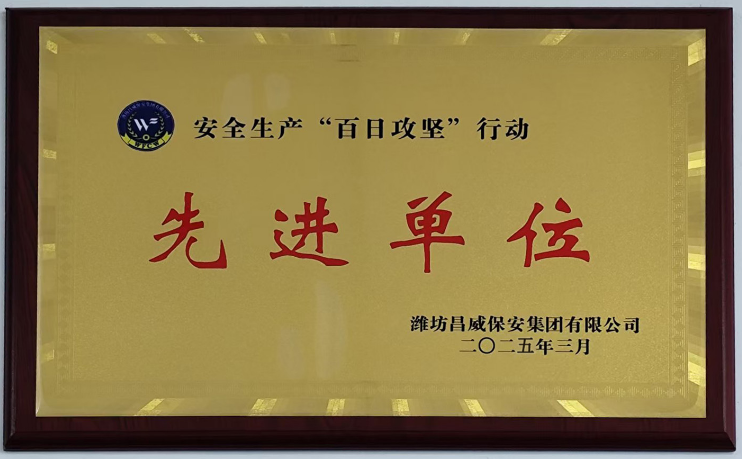 安全生产“百日攻坚”行动
先进单位
潍坊昌威保安集团有限公司
二〇二五年三月